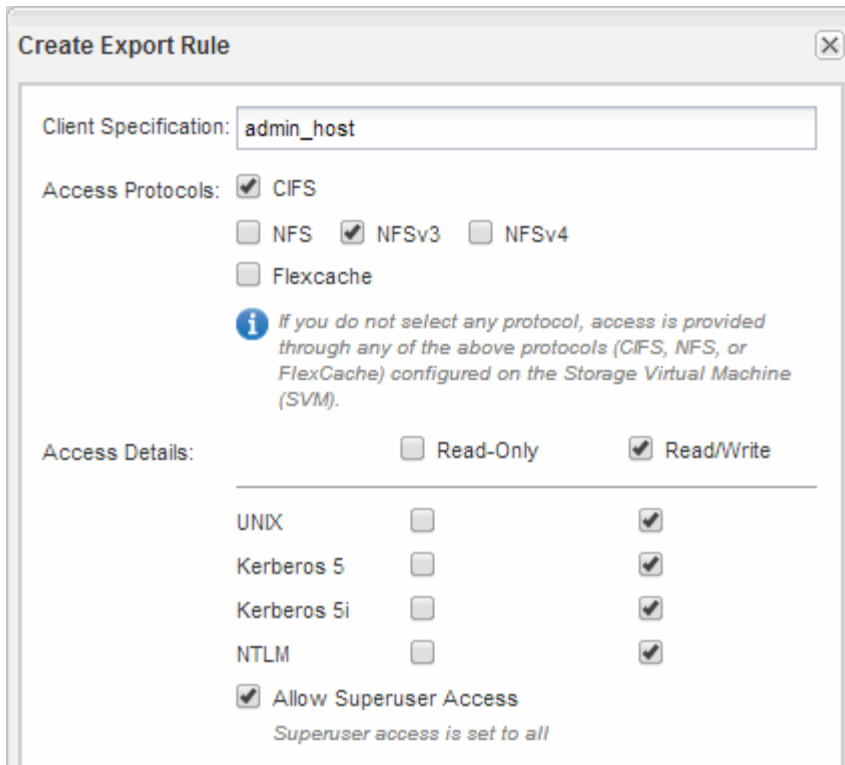 Create Export Rule
Client Specification: admin_host
Access Protocols: CIFS
NFS NFSv3 NFSv4
Flexcache
If you do not select any protocol, access is provided
through any of the above protocols (CIFS, NFS, or
FlexCache) configured on the Storage Virtual Machine
(SVM).
Access Details: Read-Only Read/Write
UNIX
Kerberos 5
Kerberos 5i
NTLM
Allow Superuser Access
Superuser access is set to all